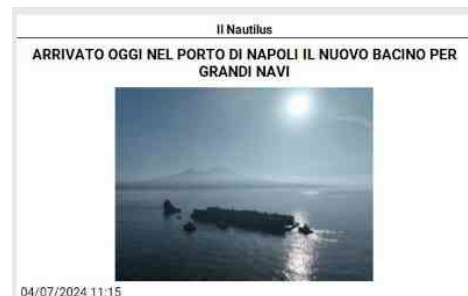 Il Nautilus
ARRIVATO OGGI NEL PORTO DI NAPOLI IL NUOVO BACINO PER
GRANDI NAVI
04/07/2024 11:15